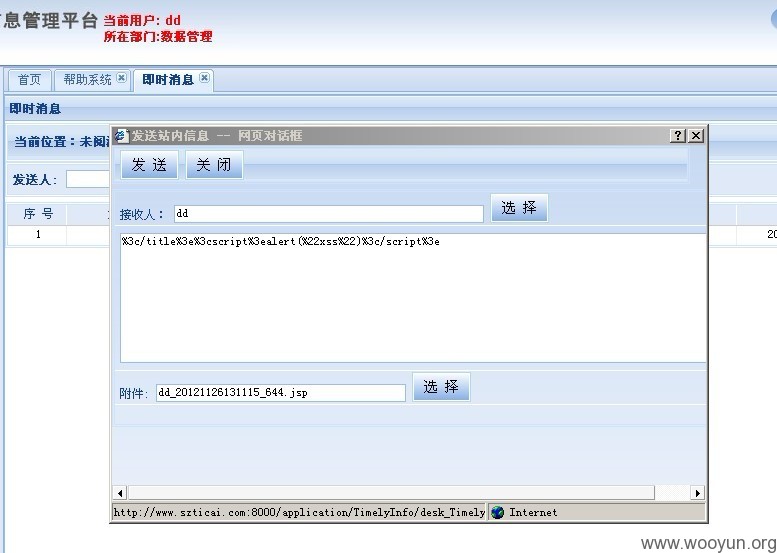 息管理平台
当前用户: dd
所在部门:数据管理
首页 帮助系统 即时消息
即时消息
当前位置：未阅
发送站内信息 -- 网页对话框
发 送 关 闭
发送人:
接收人： dd 选 择
序 号
1
20
%3c/title%3e%3cscript%3ealert(%22xss%22)%3c/script%3e
附件: dd_20121126131115_644.jsp 选 择
http://www.szticai.com:8000/application/TimelyInfo/desk_Timely Internet
www.wooyun.org